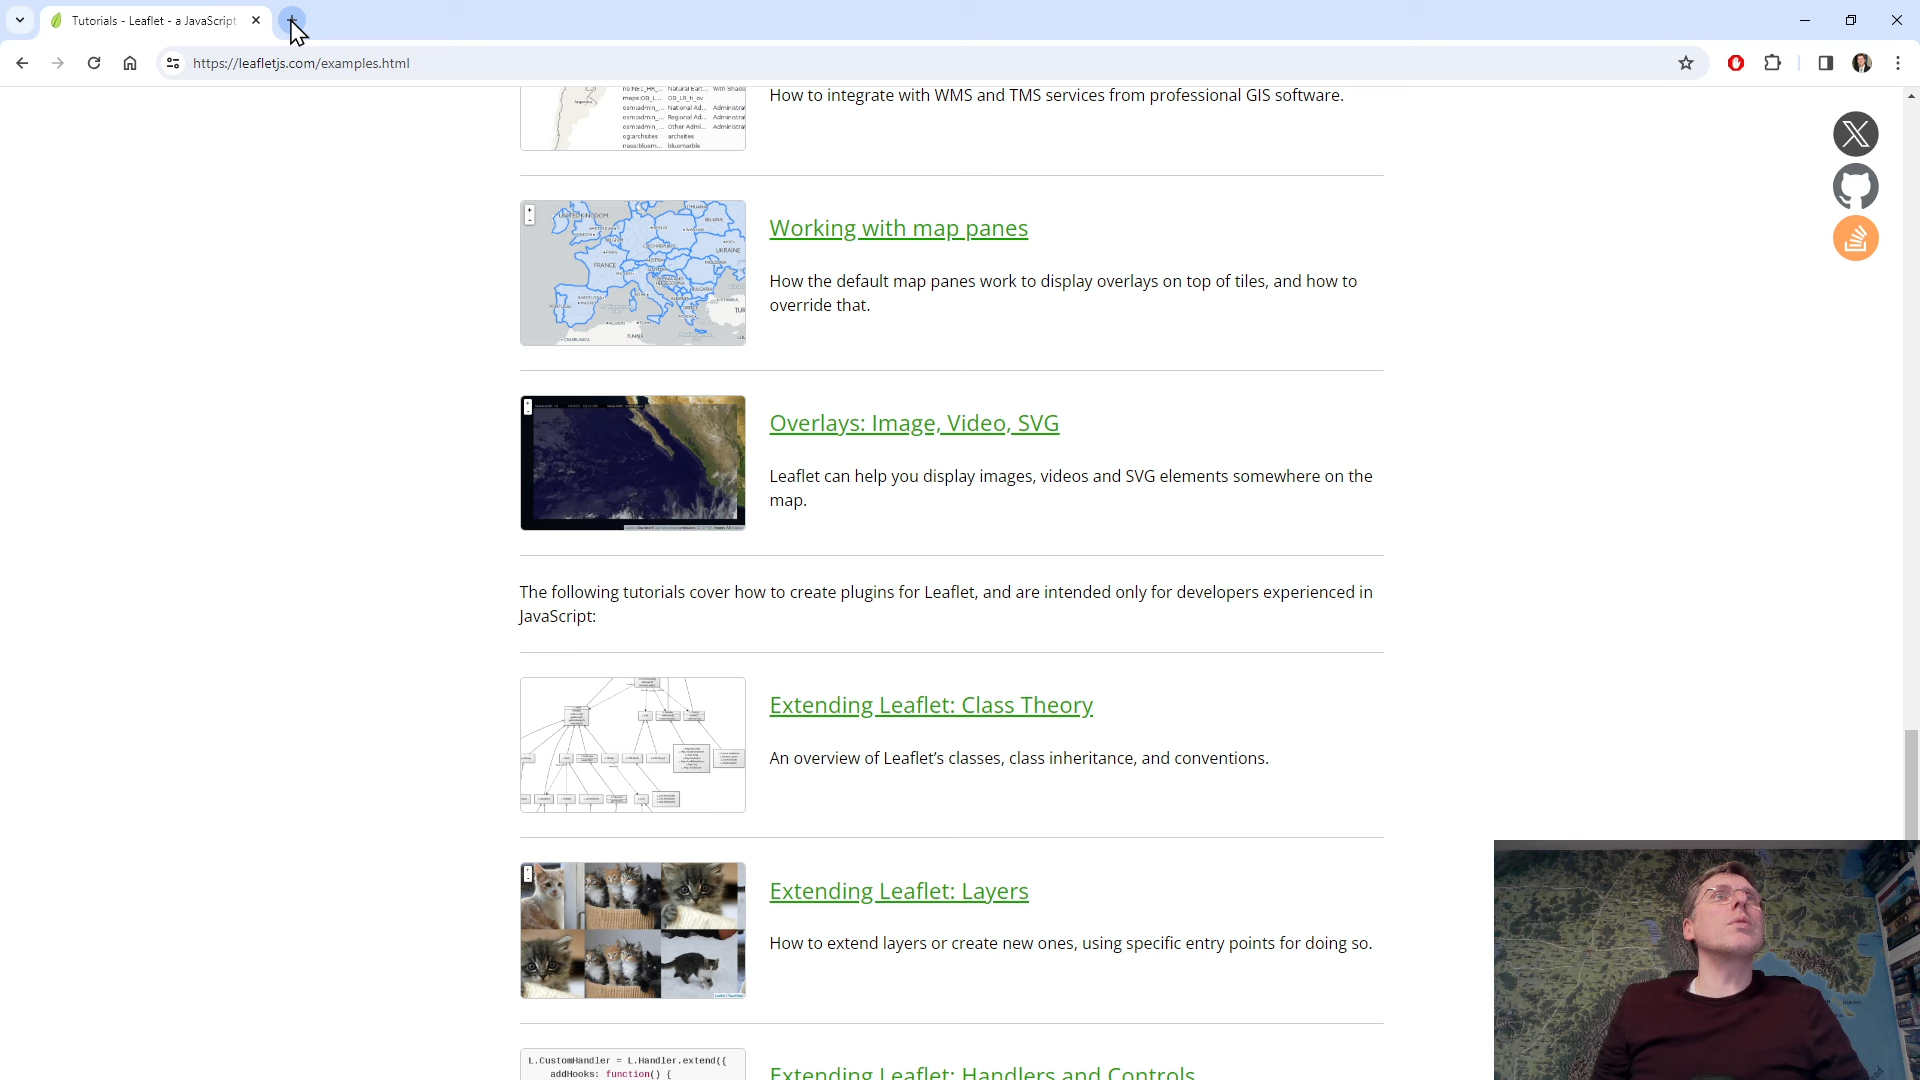 Tutorials - Leaflet - a JavaScript
https://leafletjs.com/examples.html
How to integrate with WMS and TMS services from professional GIS software.
Working with map panes
How the default map panes work to display overlays on top of tiles, and how to
override that.
UNITED KINGDOM
FRANCE
UKRAINE
Overlays: Image, Video, SVG
Leaflet can help you display images, videos and SVG elements somewhere on the
map.
The following tutorials cover how to create plugins for Leaflet, and are intended only for developers experienced in
JavaScript:
Extending Leaflet: Class Theory
An overview of Leaflet’s classes, class inheritance, and conventions.
Extending Leaflet: Layers
How to extend layers or create new ones, using specific entry points for doing so.
L.CustomHandler = L.Handler.extend({
addHooks: function() {
Extending Leaflet: Handlers and Controls